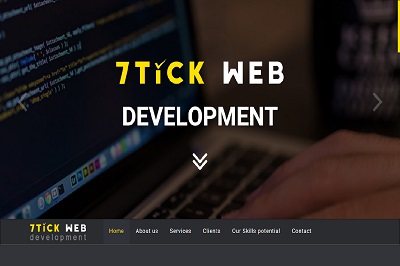 7TiCK WEB
DEVELOPMENT
7TiCK WEB
development
Home About us Services Clients Our Skills potential Contact